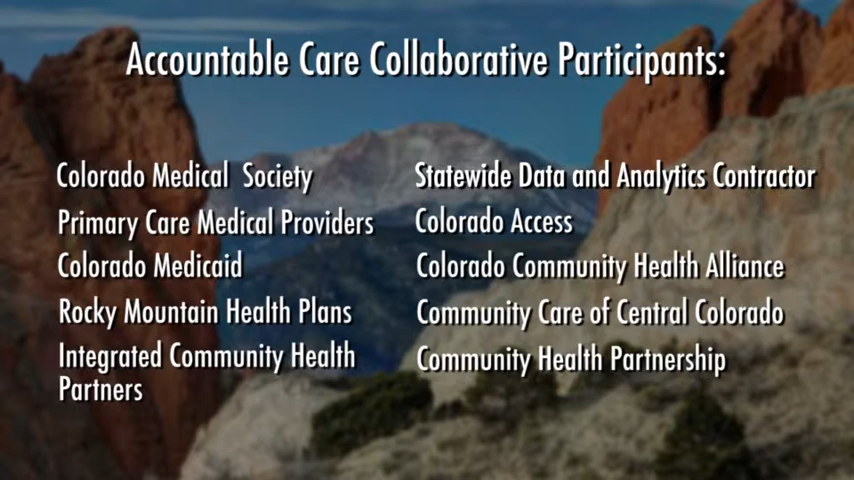 Accountable Care Collaborative Participants:
Colorado Medical Society
Primary Care Medical Providers
Colorado Medicaid
Rocky Mountain Health Plans
Integrated Community Health
Partners
Statewide Data and Analytics Contractor
Colorado Access
Colorado Community Health Alliance
Community Care of Central Colorado
Community Health Partnership